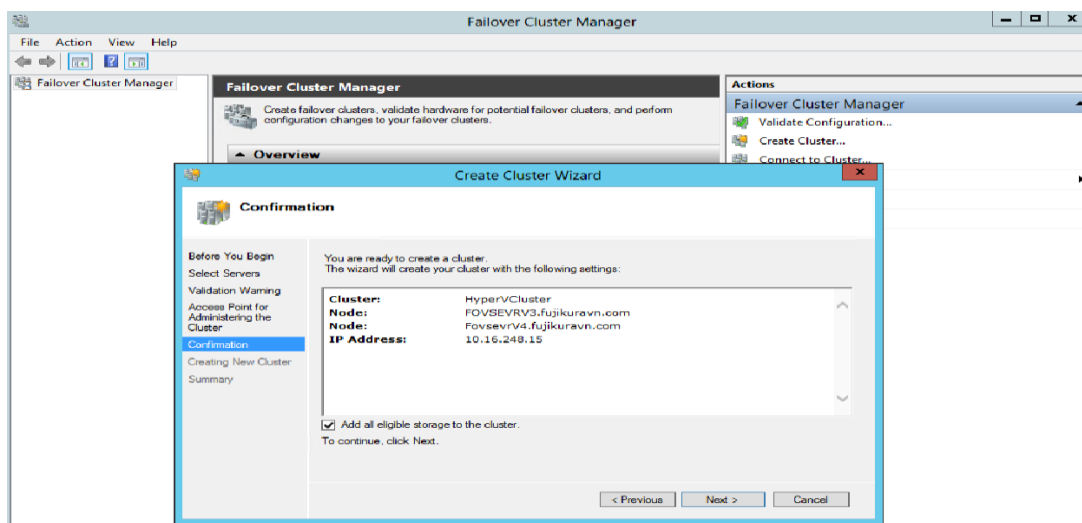 Failover Cluster Manager
File Action View Help
Failover Cluster Manager
Failover Cluster Manager
Create failover clusters, validate hardware for potential failover clusters, and perform
configuration changes to your failover clusters.
Overview
Actions
Failover Cluster Manager
Validate Configuration...
Create Cluster...
Connect to Cluster...
Create Cluster Wizard
Confirmation
Before You Begin
Select Servers
Validation Warning
Access Point for
Administering the
Cluster
Confirmation
Creating New Cluster
Summary
You are ready to create a cluster.
The wizard will create your cluster with the following settings:
Cluster: HyperVCluster
Node: FOVSEVRV3.fujikuravn.com
Node: FovsevrV4.fujikuravn.com
IP Address: 10.16.248.15
Add all eligible storage to the cluster.
To continue, click Next.
< Previous Next > Cancel